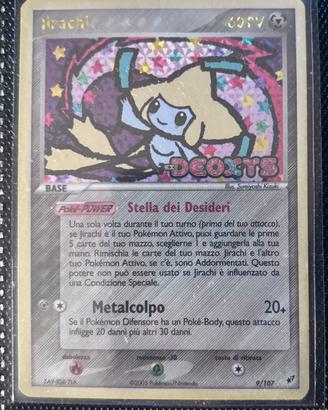 Jirachi 60 PV
DEOXYS
BASE
Illus. Sumiyoshi Kizuki
Poké-POWER Stella dei Desideri
Una sola volta durante il tuo turno (prima del tuo attacco),
se Jirachi è il tuo Pokémon Attivo, puoi guardare le prime
5 carte del tuo mazzo, sceglierne 1 e aggiungerla alla tua
mano. Rimischia le carte del tuo mazzo. Jirachi e l'altro
tuo Pokémon Attivo, se c'è, sono Addormentati. Questo
potere non può essere usato se Jirachi è influenzato da
una Condizione Speciale.
Metalcolpo 20+
Se il Pokémon Difensore ha un Poké-Body, questo attacco
infligge 20 danni più altri 30 danni.
debolezza resistenza -30 costo di ritirata
©2005 Pokémon/Nintendo 9/107